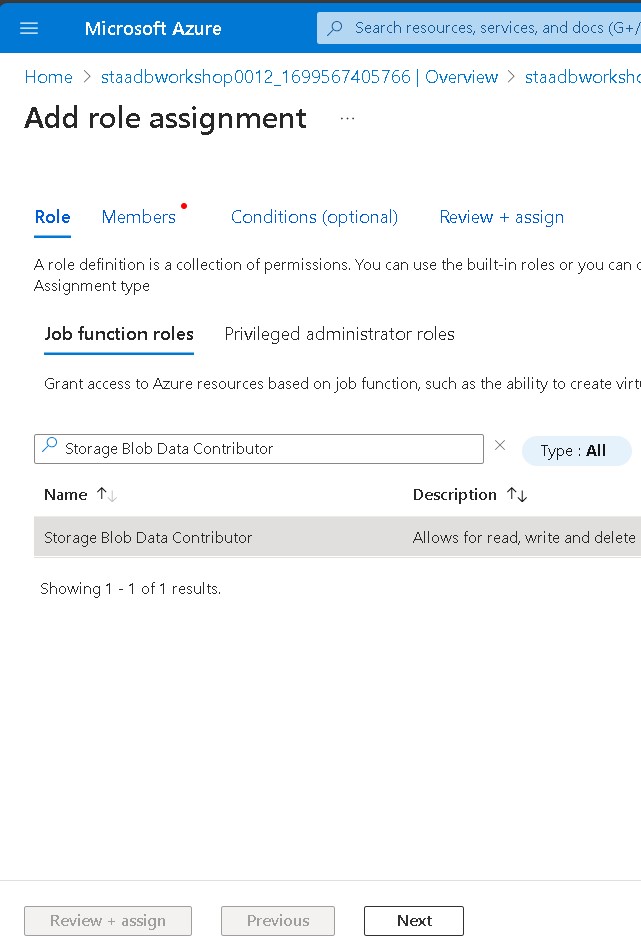 Microsoft Azure
Search resources, services, and docs (G+/
Home > staadbworkshop0012_1699567405766 | Overview > staadbworksho
Add role assignment ...
Role Members Conditions (optional) Review + assign
A role definition is a collection of permissions. You can use the built-in roles or you can c
Assignment type
Job function roles Privileged administrator roles
Grant access to Azure resources based on job function, such as the ability to create virtu
Storage Blob Data Contributor
Type : All
Name ↑↓ Description ↑↓
Storage Blob Data Contributor Allows for read, write and delete
Showing 1 - 1 of 1 results.
Review + assign Previous Next